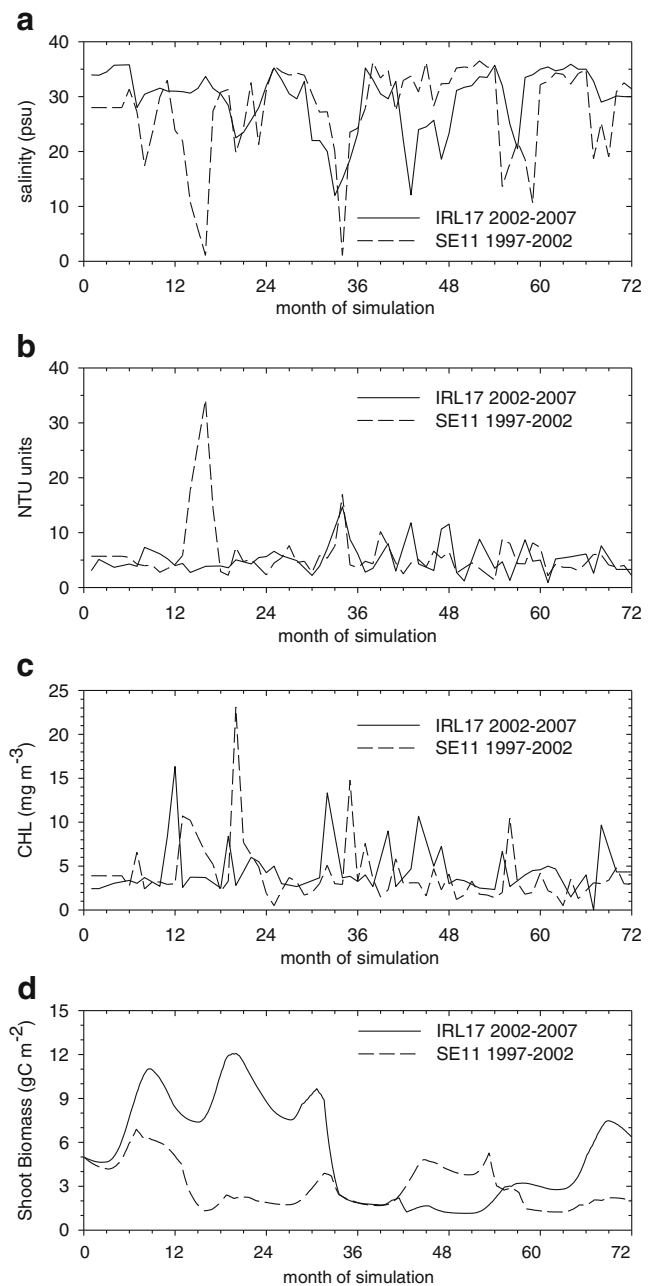 a
40
30
20
10
0
salinity (psu)
IRL17 2002-2007
SE11 1997-2002
0 12 24 36 48 60 72
month of simulation
b
40
30
20
10
0
NTU units
IRL17 2002-2007
SE11 1997-2002
0 12 24 36 48 60 72
month of simulation
c
25
20
15
10
5
0
CHL (mg m⁻³)
IRL17 2002-2007
SE11 1997-2002
0 12 24 36 48 60 72
month of simulation
d
15
12
9
6
3
0
Shoot Biomass (gC m⁻²)
IRL17 2002-2007
SE11 1997-2002
0 12 24 36 48 60 72
month of simulation